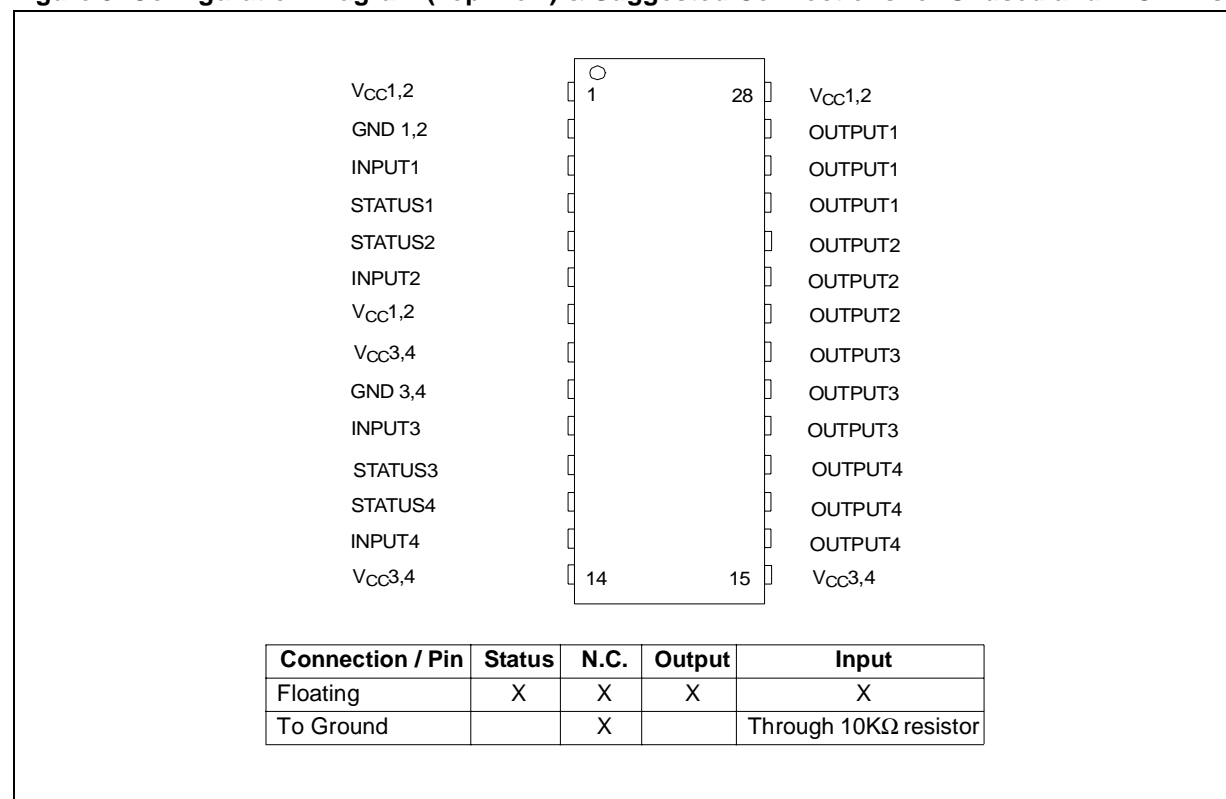 VCC1,2 1 28 VCC1,2
GND 1,2 OUTPUT1
INPUT1 OUTPUT1
STATUS1 OUTPUT1
STATUS2 OUTPUT2
INPUT2 OUTPUT2
VCC1,2 OUTPUT2
VCC3,4 OUTPUT3
GND 3,4 OUTPUT3
INPUT3 OUTPUT3
STATUS3 OUTPUT4
STATUS4 OUTPUT4
INPUT4 OUTPUT4
VCC3,4 14 15 VCC3,4
Connection / Pin Status N.C. Output Input
Floating X X X X
To Ground X Through 10KΩ resistor